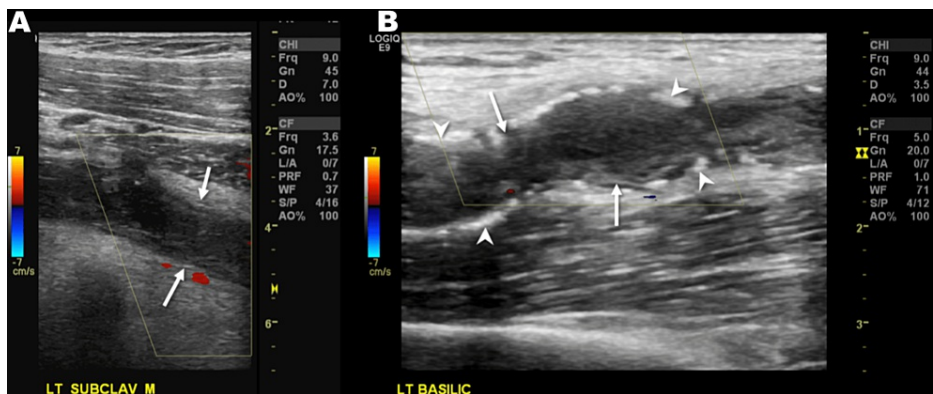 A
CHI
Frq 9.0
Gn 45
D 7.0
AO% 100
CF
Frq 3.6
Gn 17.5
L/A 0/7
PRF 0.7
WF 37
S/P 4/16
AO% 100
2
4
6
7
-7
cm/s
LT SUBCLAV M
B
LOGIQ
E9
CHI
Frq 9.0
Gn 44
D 3.5
AO% 100
CF
Frq 5.0
Gn 20.0
L/A 0/7
PRF 1.0
WF 71
S/P 4/12
AO% 100
1
2
3
7
-7
cm/s
LT BASILIC